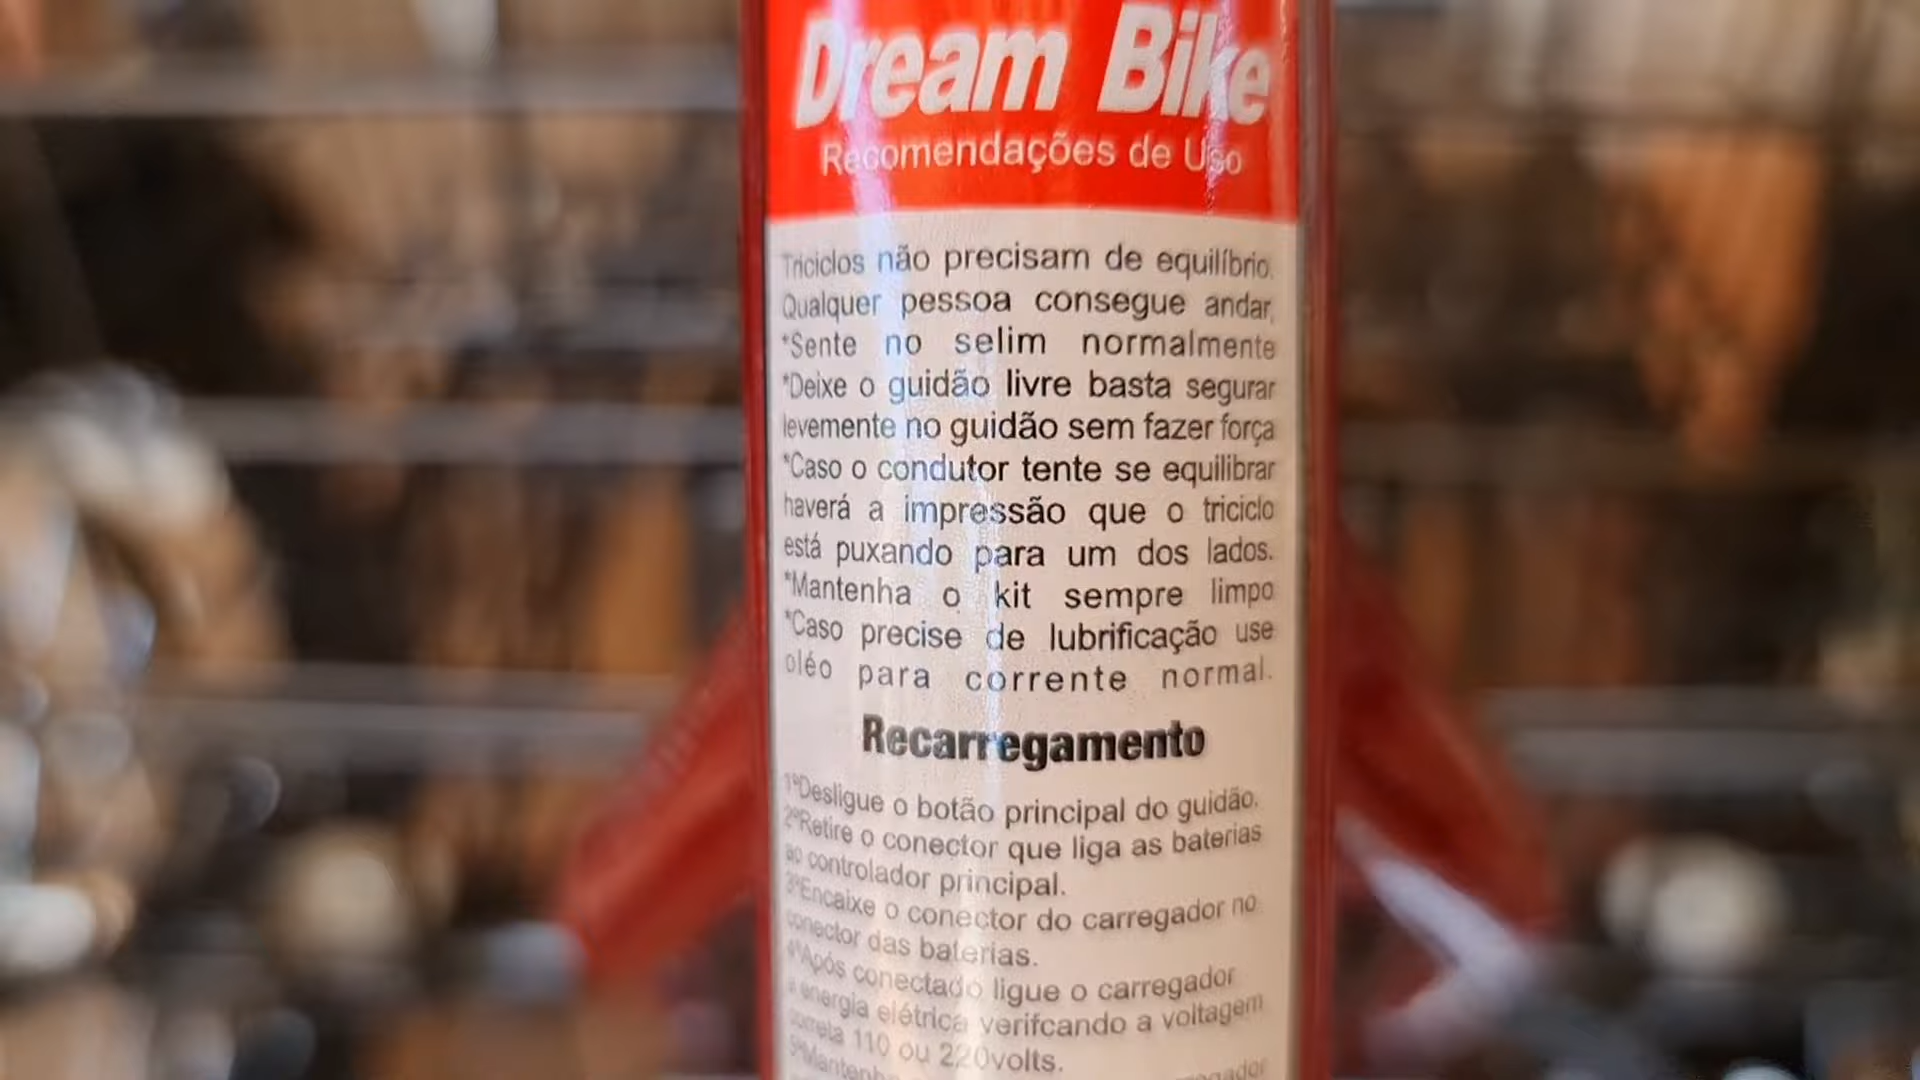 Dream Bike
Recomendações de Uso
Triciclos não precisam de equilíbrio.
Qualquer pessoa consegue andar,
*Sente no selim normalmente
*Deixe o guidão livre basta segurar
levemente no guidão sem fazer força
*Caso o condutor tente se equilibrar
haverá a impressão que o triciclo
está puxando para um dos lados.
*Mantenha o kit sempre limpo
*Caso precise de lubrificação use
oléo para corrente normal.
Recarregamento
1ºDesligue o botão principal do guidão.
2ºRetire o conector que liga as baterias
ao controlador principal.
3ºEncaixe o conector do carregador no
conector das baterias.
4ºApós conectado ligue o carregador
a energia elétrica verifcando a voltagem
correta 110 ou 220volts.